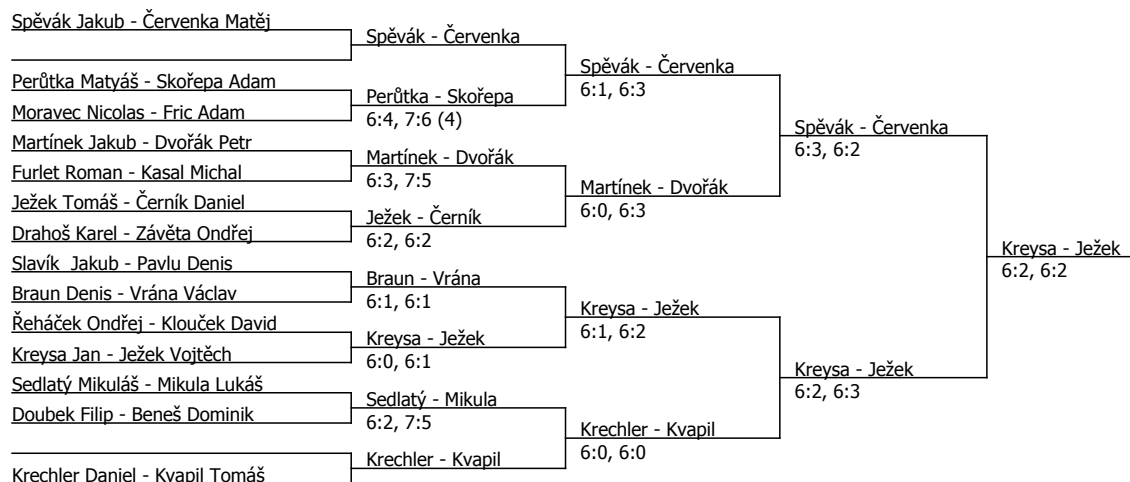 Spěvák Jakub - Červenka Matěj
Perůtka Matyáš - Skořepa Adam
Moravec Nicolas - Fric Adam
Martínek Jakub - Dvořák Petr
Furlet Roman - Kasal Michal
Ježek Tomáš - Černík Daniel
Drahoš Karel - Závěta Ondřej
Slavík  Jakub - Pavlu Denis
Braun Denis - Vrána Václav
Řeháček Ondřej - Klouček David
Kreysa Jan - Ježek Vojtěch
Sedlatý Mikuláš - Mikula Lukáš
Doubek Filip - Beneš Dominik
Krechler Daniel - Kvapil Tomáš
Spěvák - Červenka
Perůtka - Skořepa
6:4, 7:6 (4)
Martínek - Dvořák
6:3, 7:5
Ježek - Černík
6:2, 6:2
Braun - Vrána
6:1, 6:1
Kreysa - Ježek
6:0, 6:1
Sedlatý - Mikula
6:2, 7:5
Krechler - Kvapil
Spěvák - Červenka
6:1, 6:3
Martínek - Dvořák
6:0, 6:3
Kreysa - Ježek
6:1, 6:2
Krechler - Kvapil
6:0, 6:0
Spěvák - Červenka
6:3, 6:2
Kreysa - Ježek
6:2, 6:3
Kreysa - Ježek
6:2, 6:2